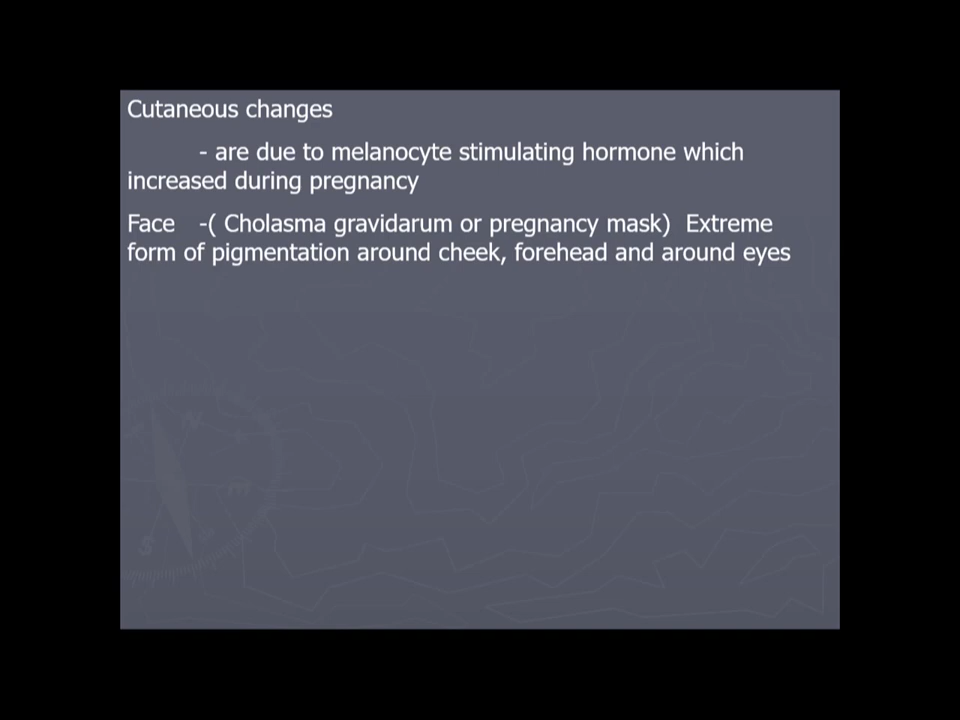 Cutaneous changes
- are due to melanocyte stimulating hormone which
increased during pregnancy
Face -( Cholasma gravidarum or pregnancy mask) Extreme
form of pigmentation around cheek, forehead and around eyes
N
m
S